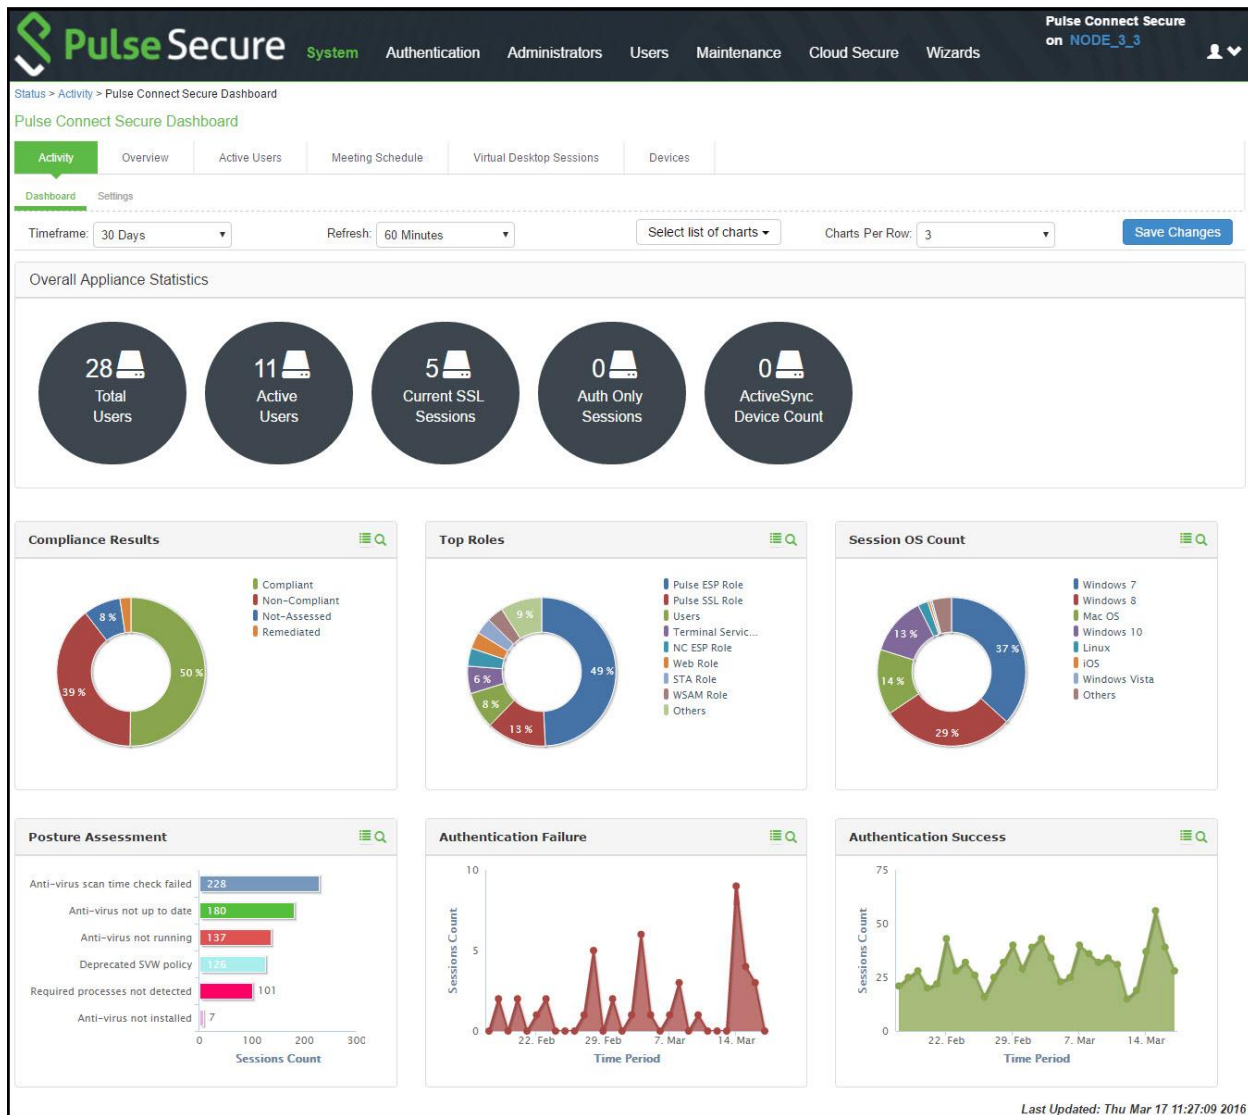 Pulse Secure
System Authentication Administrators Users Maintenance Cloud Secure Wizards
Pulse Connect Secure
on NODE_3_3
Status > Activity > Pulse Connect Secure Dashboard
Pulse Connect Secure Dashboard
Activity Overview Active Users Meeting Schedule Virtual Desktop Sessions Devices
Dashboard Settings
Timeframe: 30 Days Refresh: 60 Minutes Select list of charts Charts Per Row: 3 Save Changes
Overall Appliance Statistics
28
Total
Users
11
Active
Users
5
Current SSL
Sessions
0
Auth Only
Sessions
0
ActiveSync
Device Count
Compliance Results
8 %
50 %
39 %
Compliant
Non-Compliant
Not-Assessed
Remediated
Top Roles
9 %
49 %
6 %
8 %
13 %
Pulse ESP Role
Pulse SSL Role
Users
Terminal Servic...
NC ESP Role
Web Role
STA Role
WSAM Role
Others
Session OS Count
13 %
37 %
14 %
29 %
Windows 7
Windows 8
Mac OS
Windows 10
Linux
iOS
Windows Vista
Others
Posture Assessment
Anti-virus scan time check failed 228
Anti-virus not up to date 180
Anti-virus not running 137
Deprecated SVW policy 126
Required processes not detected 101
Anti-virus not installed 7
0 100 200 300
Sessions Count
Authentication Failure
10
5
0
Sessions Count
22. Feb 29. Feb 7. Mar 14. Mar
Time Period
Authentication Success
75
50
25
0
Sessions Count
22. Feb 29. Feb 7. Mar 14. Mar
Time Period
Last Updated: Thu Mar 17 11:27:09 2016